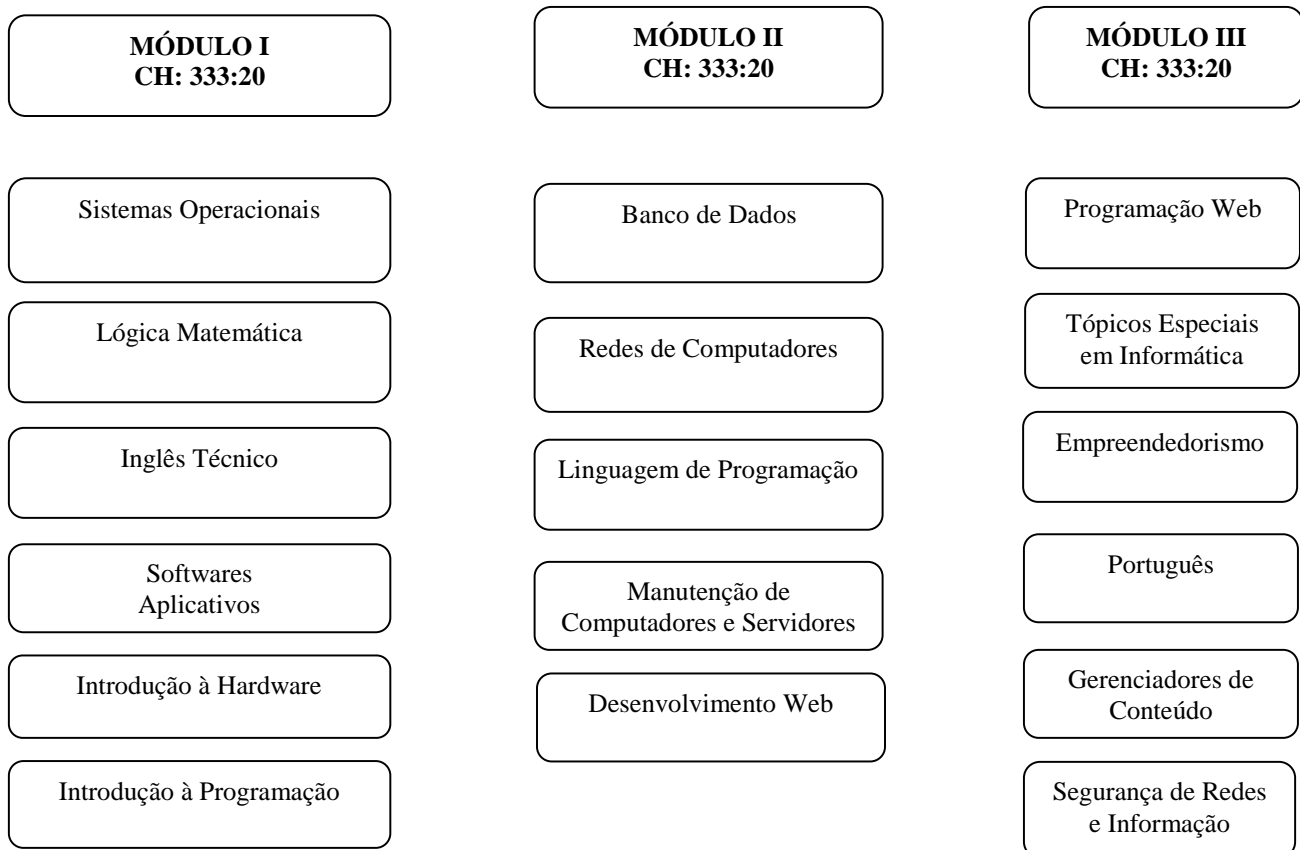 MÓDULO I
CH: 333:20
Sistemas Operacionais
Lógica Matemática
Inglês Técnico
Softwares
Aplicativos
Introdução à Hardware
Introdução à Programação
MÓDULO II
CH: 333:20
Banco de Dados
Redes de Computadores
Linguagem de Programação
Manutenção de
Computadores e Servidores
Desenvolvimento Web
MÓDULO III
CH: 333:20
Programação Web
Tópicos Especiais
em Informática
Empreendedorismo
Português
Gerenciadores de
Conteúdo
Segurança de Redes
e Informação